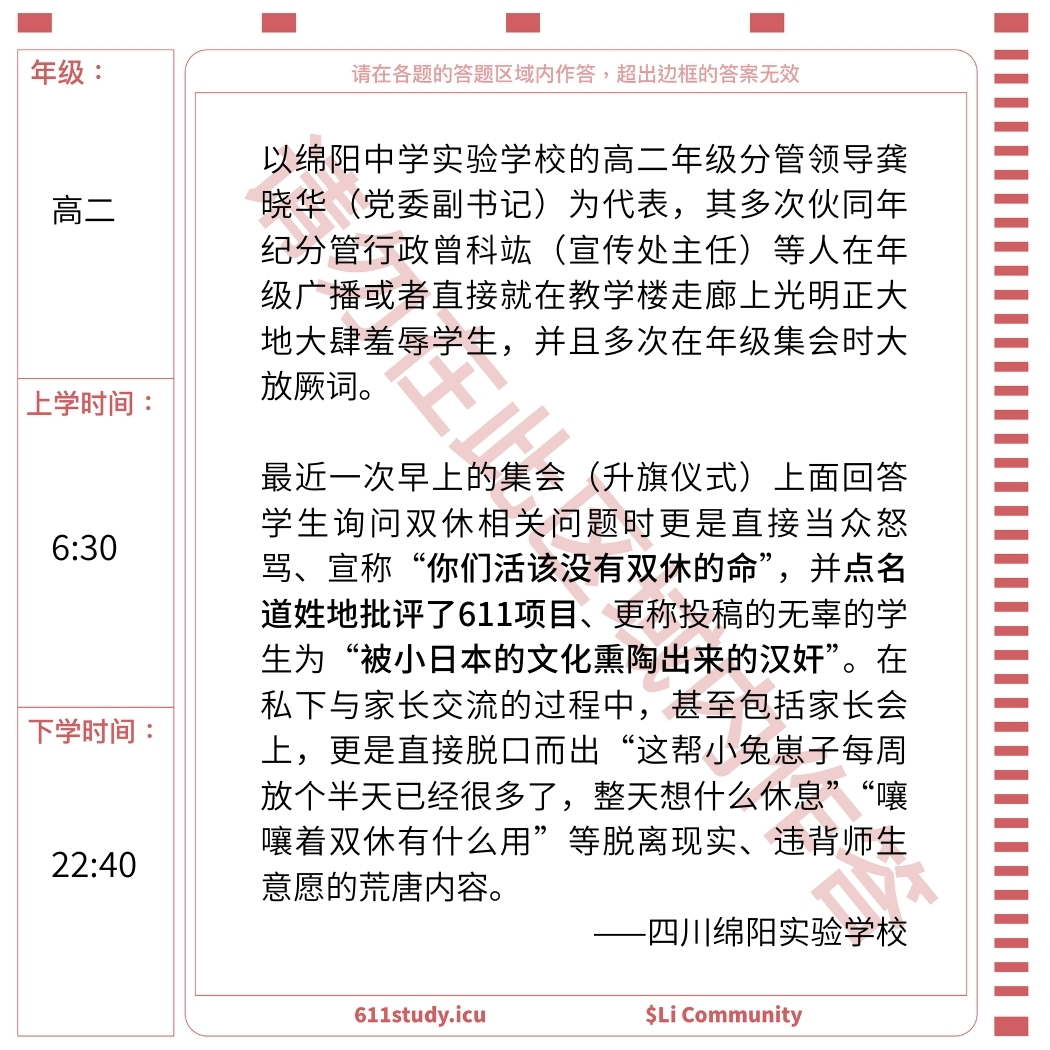 年级：
高二
上学时间：
6:30
下学时间：
22:40
请在各题的答题区域内作答，超出边框的答案无效
以绵阳中学实验学校的高二年级分管领导龚
晓华（党委副书记）为代表，其多次伙同年
纪分管行政曾科竑（宣传处主任）等人在年
级广播或者直接就在教学楼走廊上光明正大
地大肆羞辱学生，并且多次在年级集会时大
放厥词。
最近一次早上的集会（升旗仪式）上面回答
学生询问双休相关问题时更是直接当众怒
骂、宣称“你们活该没有双休的命”，并点名
道姓地批评了611项目、更称投稿的无辜的学
生为“被小日本的文化熏陶出来的汉奸”。在
私下与家长交流的过程中，甚至包括家长会
上，更是直接脱口而出“这帮小兔崽子每周
放个半天已经很多了，整天想什么休息”“嚷
嚷着双休有什么用”等脱离现实、违背师生
意愿的荒唐内容。
——四川绵阳实验学校
请勿在此区域内作答
611study.icu
$Li Community